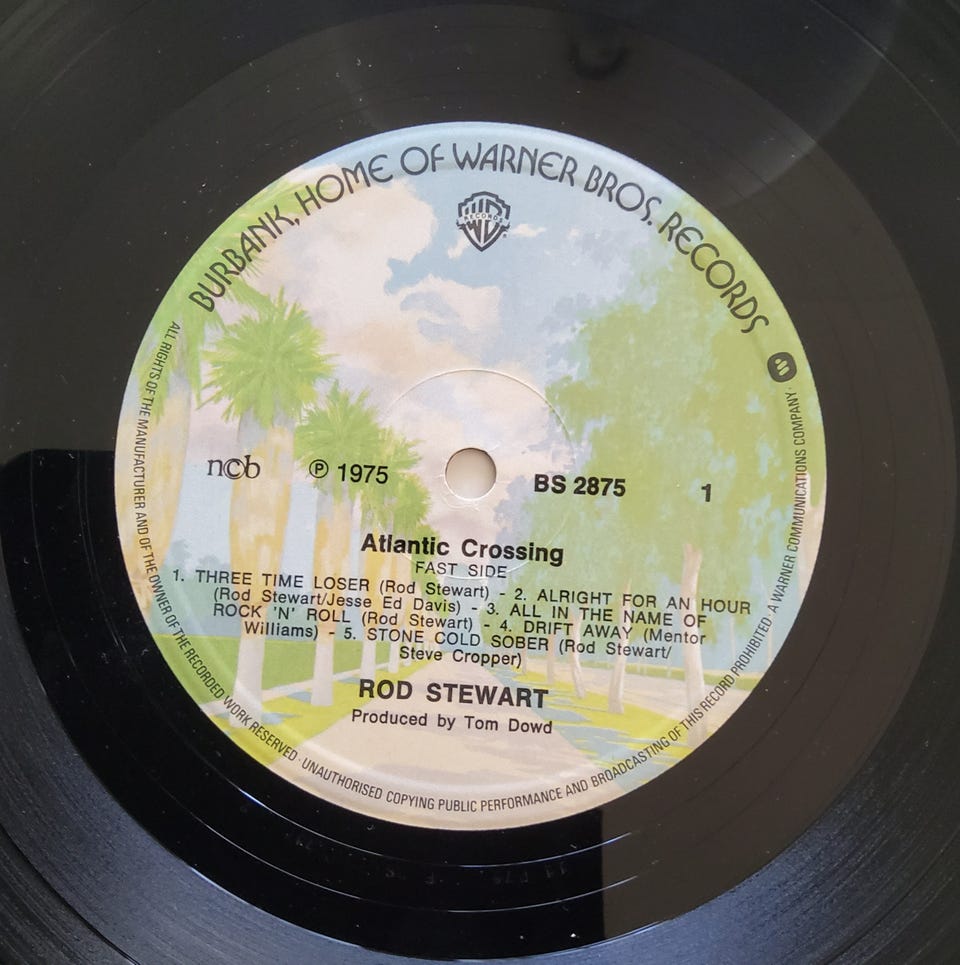 BURBANK, HOME OF WARNER BROS. RECORDS
RECORDS
ncb
℗ 1975
BS 2875
1
Atlantic Crossing
FAST SIDE
1. THREE TIME LOSER (Rod Stewart) - 2. ALRIGHT FOR AN HOUR
(Rod Stewart/Jesse Ed Davis) - 3. ALL IN THE NAME OF
ROCK 'N' ROLL (Rod Stewart) - 4. DRIFT AWAY (Mentor
Williams) - 5. STONE COLD SOBER (Rod Stewart/
Steve Cropper)
ROD STEWART
Produced by Tom Dowd
ALL RIGHTS OF THE MANUFACTURER AND OF THE OWNER OF THE RECORDED WORK RESERVED · UNAUTHORISED COPYING PUBLIC PERFORMANCE AND BROADCASTING OF THIS RECORD PROHIBITED · A WARNER COMMUNICATIONS COMPANY ·